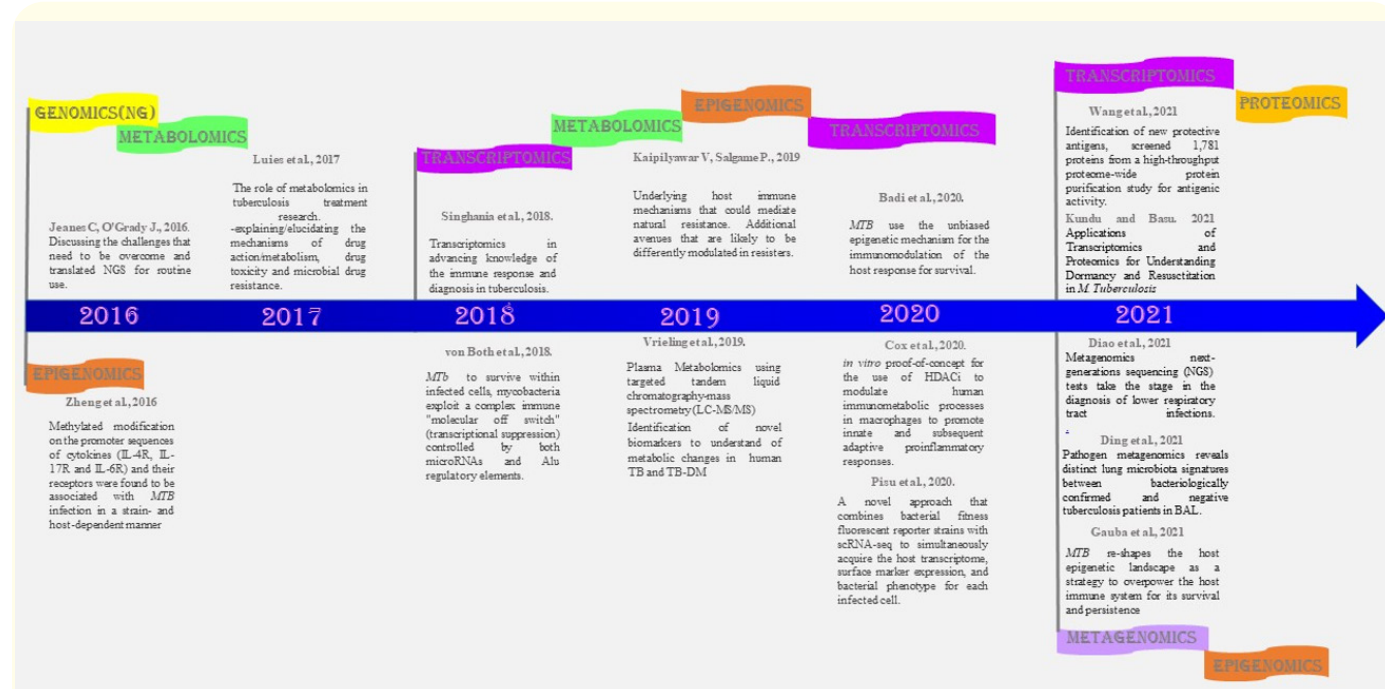 GENOMICS(NG)
METABOLOMICS
Jeanes C, O'Grady J., 2016.
Discussing the challenges that
need to be overcome and
translated NGS for routine
use.
Luies et al., 2017
The role of metabolomics in
tuberculosis treatment
research.
-explaining/elucidating the
mechanisms of drug
action/metabolism, drug
toxicity and microbial drug
resistance.
TRANSCRIPTOMICS
Singhania et al., 2018.
Transcriptomics in
advancing knowledge of
the immune response and
diagnosis in tuberculosis.
METABOLOMICS
EPIGENOMICS
Kaipilyawar V, Salgame P., 2019
Underlying host immune
mechanisms that could mediate
natural resistance. Additional
avenues that are likely to be
differently modulated in resisters.
TRANSCRIPTOMICS
Badi et al., 2020.
MTB use the unbiased
epigenetic mechanism for the
immunomodulation of the
host response for survival.
TRANSCRIPTOMICS
PROTEOMICS
Wang et al., 2021
Identification of new protective
antigens, screened 1,781
proteins from a high-throughput
proteome-wide protein
purification study for antigenic
activity.
Kundu and Basu. 2021
Applications of
Transcriptomics and
Proteomics for Understanding
Dormancy and Resusctitation
in M. Tuberculosis
2016
2017
2018
2019
2020
2021
EPIGENOMICS
Zheng et al., 2016
Methylated modification
on the promoter sequences
of cytokines (IL-4R, IL-
17R and IL-6R) and their
receptors were found to be
associated with MTB
infection in a strain- and
host-dependent manner
von Both et al., 2018.
MTb to survive within
infected cells, mycobacteria
exploit a complex immune
"molecular off switch"
(transcriptional suppression)
controlled by both
microRNAs and Alu
regulatory elements.
Vrieling et al., 2019.
Plasma Metabolomics using
targeted tandem liquid
chromatography-mass
spectrometry (LC-MS/MS)
Identification of novel
biomarkers to understand of
metabolic changes in human
TB and TB-DM
Cox et al., 2020.
in vitro proof-of-concept for
the use of HDACi to
modulate human
immunometabolic processes
in macrophages to promote
innate and subsequent
adaptive proinflammatory
responses.
Pisu et al., 2020.
A novel approach that
combines bacterial fitness
fluorescent reporter strains with
scRNA-seq to simultaneously
acquire the host transcriptome,
surface marker expression, and
bacterial phenotype for each
infected cell.
Diao et al., 2021
Metagenomics next-
generations sequencing (NGS)
tests take the stage in the
diagnosis of lower respiratory
tract infections.
Ding et al., 2021
Pathogen metagenomics reveals
distinct lung microbiota signatures
between bacteriologically
confirmed and negative
tuberculosis patients in BAL.
Gauba et al., 2021
MTB re-shapes the host
epigenetic landscape as a
strategy to overpower the host
immune system for its survival
and persistence
METAGENOMICS
EPIGENOMICS